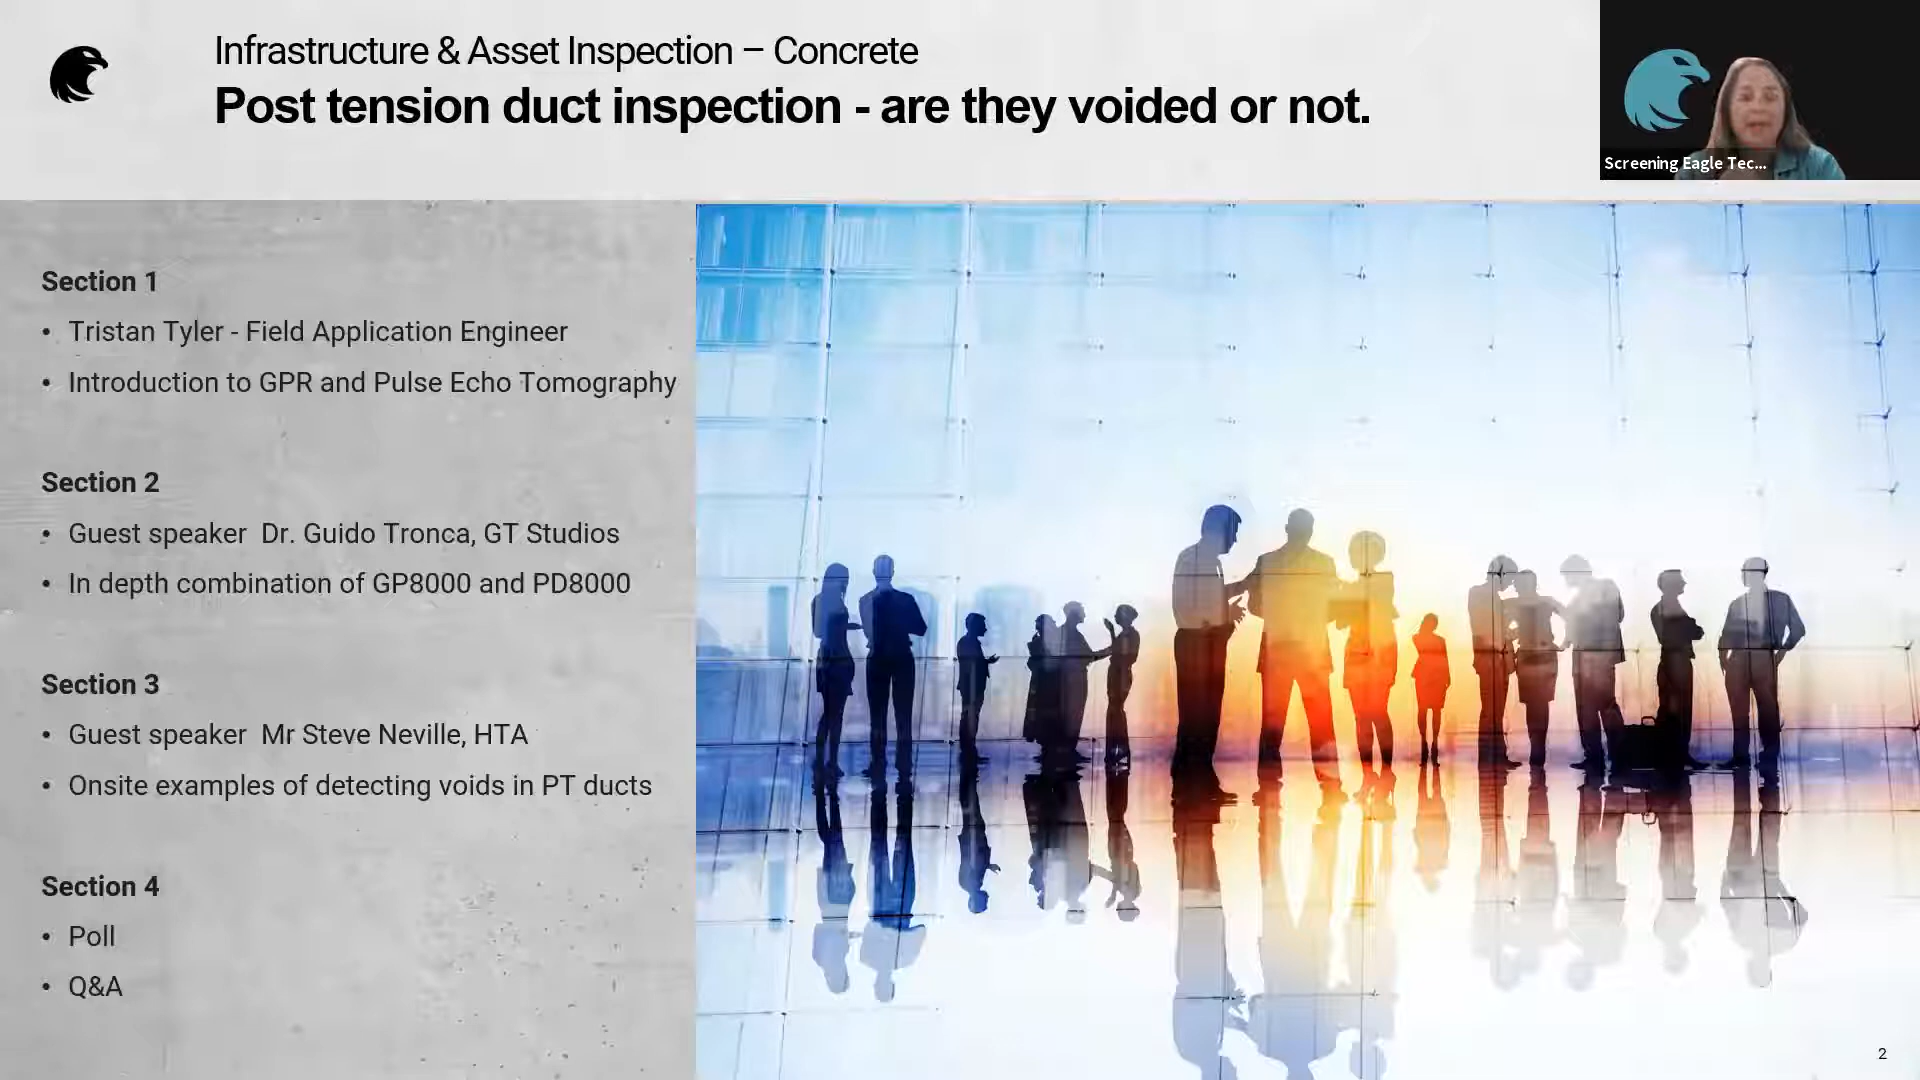 Infrastructure & Asset Inspection – Concrete
Post tension duct inspection - are they voided or not.
Screening Eagle Tec...
Section 1
• Tristan Tyler - Field Application Engineer
• Introduction to GPR and Pulse Echo Tomography
Section 2
• Guest speaker  Dr. Guido Tronca, GT Studios
• In depth combination of GP8000 and PD8000
Section 3
• Guest speaker  Mr Steve Neville, HTA
• Onsite examples of detecting voids in PT ducts
Section 4
• Poll
• Q&A
2